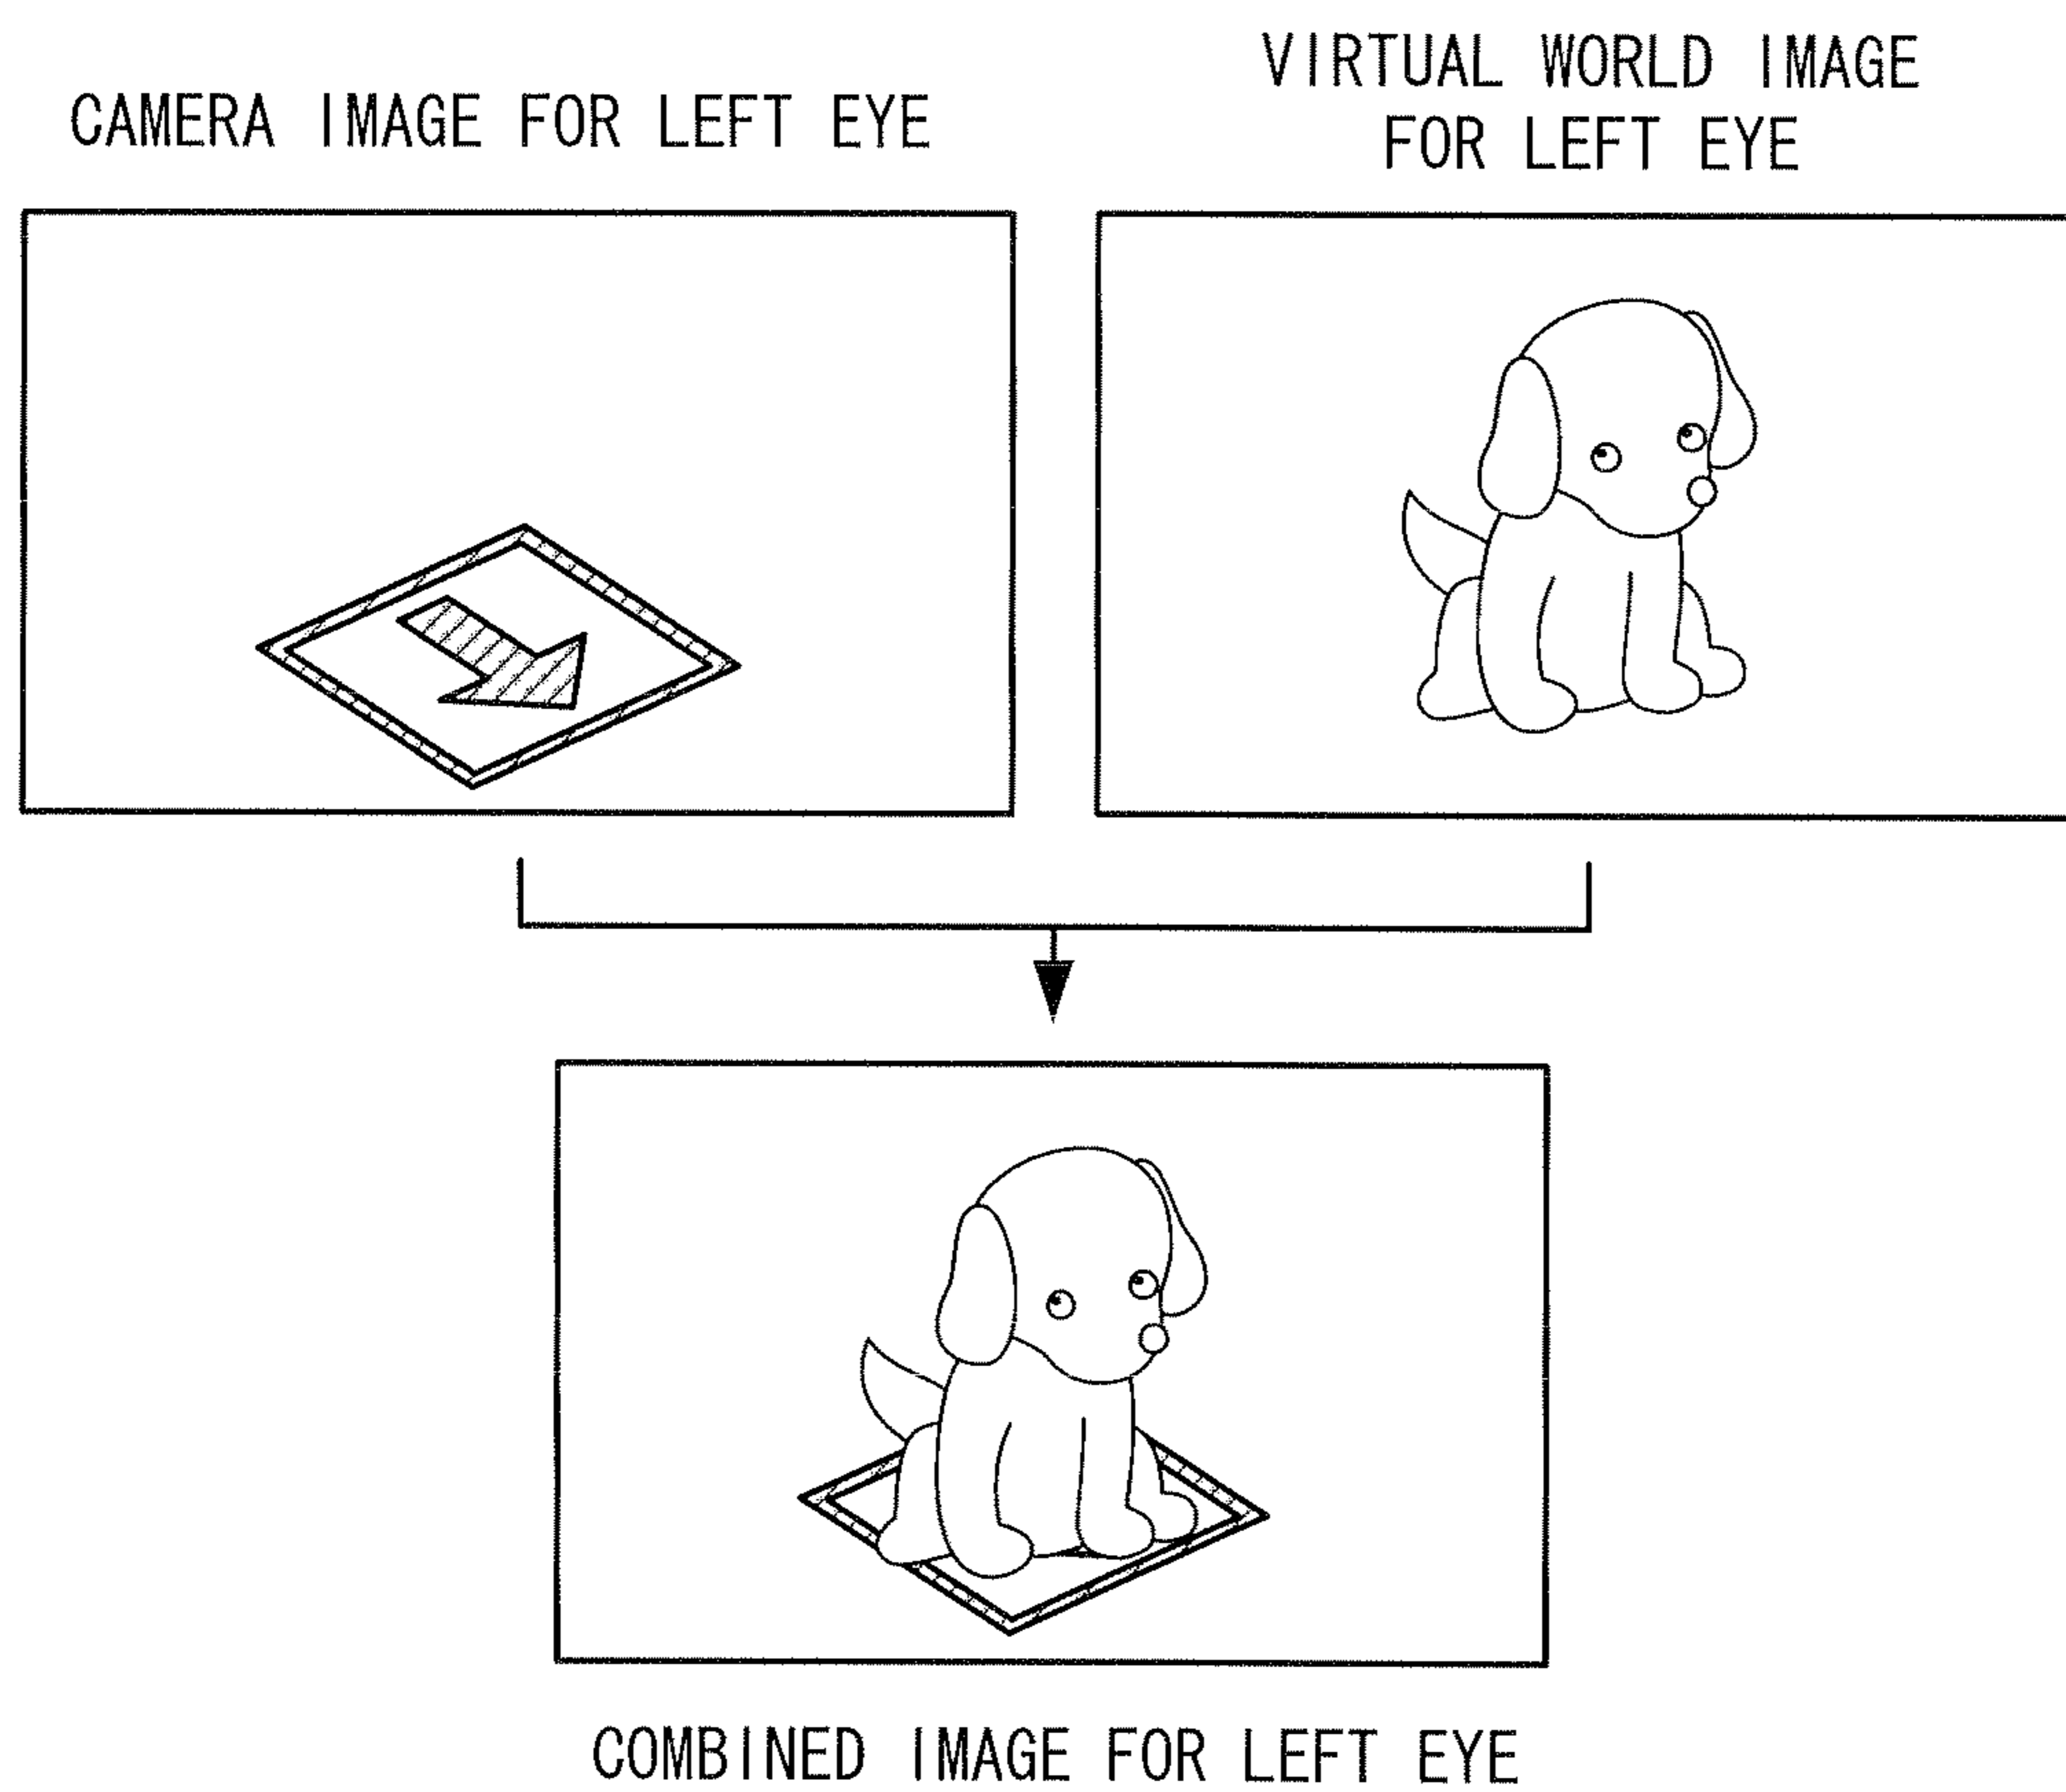 CAMERA IMAGE FOR LEFT EYE
VIRTUAL WORLD IMAGE
FOR LEFT EYE
COMBINED IMAGE FOR LEFT EYE